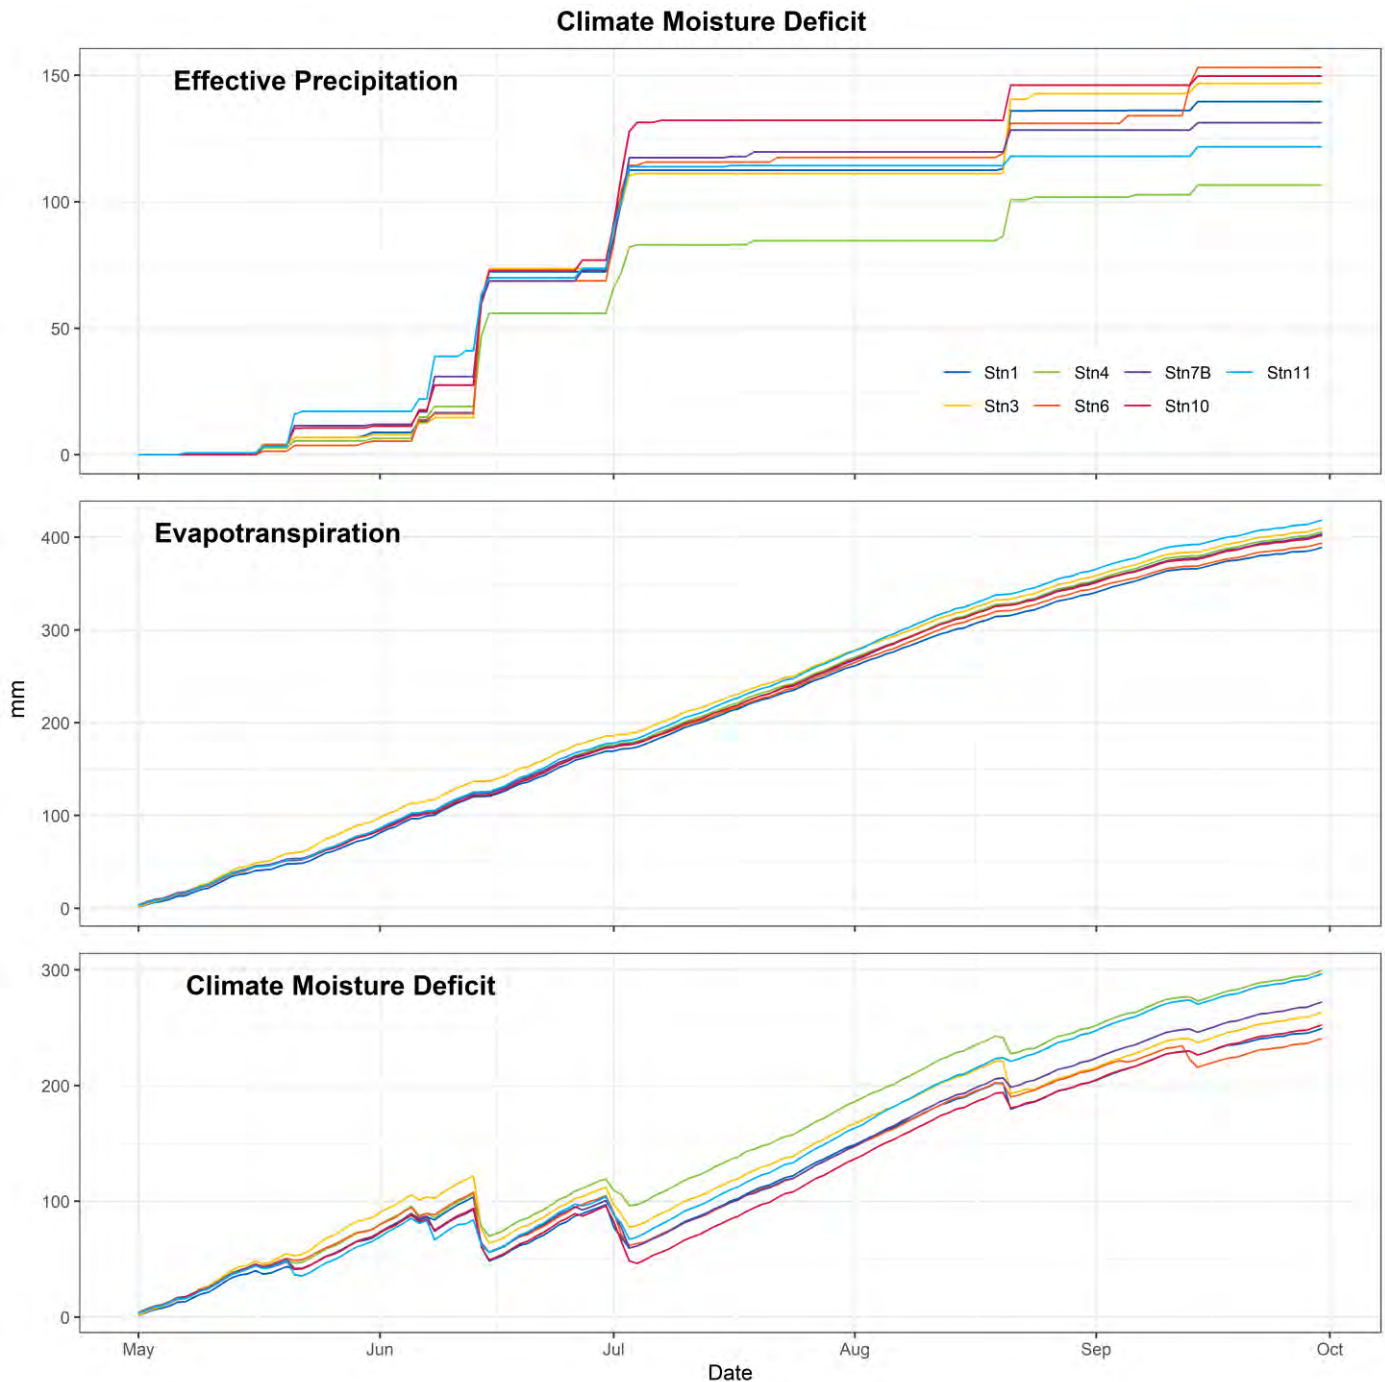 Climate Moisture Deficit
Effective Precipitation
150
100
50
0
Stn1 Stn4 Stn7B Stn11
Stn3 Stn6 Stn10
Evapotranspiration
400
300
200
100
0
mm
Climate Moisture Deficit
300
200
100
0
May Jun Jul Aug Sep Oct
Date